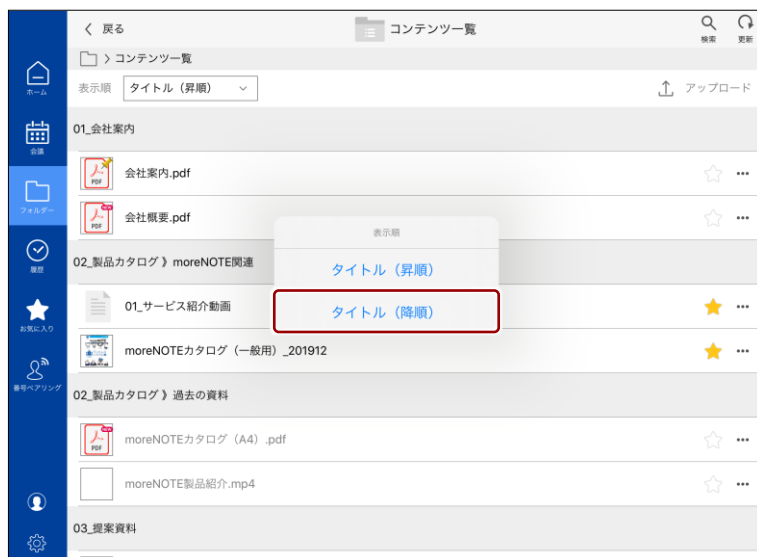 戻る
コンテンツ一覧
検索
更新
コンテンツ一覧
表示順
タイトル（昇順）
アップロード
ホーム
会議
フォルダー
履歴
お気に入り
番号ペアリング
01_会社案内
PDF
会社案内.pdf
NEW
PDF
会社概要.pdf
02_製品カタログ 》moreNOTE関連
01_サービス紹介動画
moreNOTEカタログ（一般用）_201912
02_製品カタログ 》過去の資料
NEW
PDF
moreNOTEカタログ（A4）.pdf
moreNOTE製品紹介.mp4
03_提案資料
表示順
タイトル（昇順）
タイトル（降順）